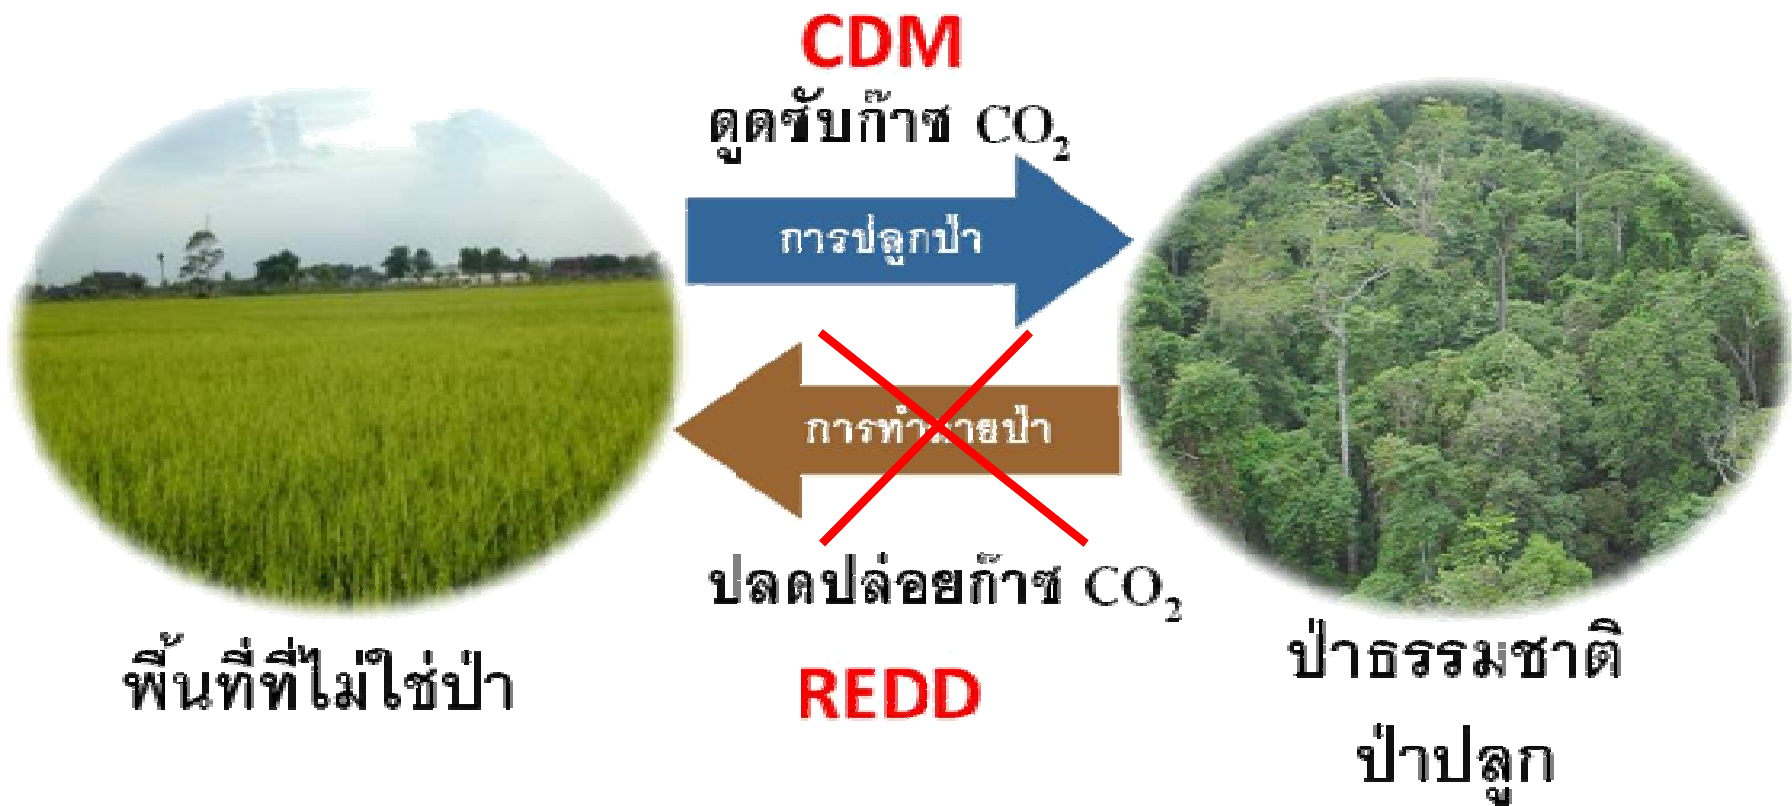 CDM
ดูดซับก๊าซ CO₂
การปลูกป่า
การทำลายป่า
ปลดปล่อยก๊าซ CO₂
REDD
พื้นที่ที่ไม่ใช่ป่า
ป่าธรรมชาติ
ป่าปลูก